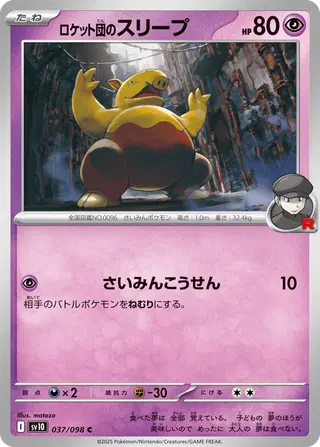 たね ロケット団のスリープ HP80
全国図鑑NO.0096 さいみんポケモン 高さ：1.0m 重さ：32.4kg
R
さいみんこうせん 10
相手のバトルポケモンをねむりにする。
弱点 ×2 抵抗力 -30 にげる
Illus. matazo
食べた夢は 全部 覚えている。 子どもの
夢のほうが 美味しいので 大人の 夢は
めったに 食べない。
I sv10 037/098 C
©2025 Pokémon/Nintendo/Creatures/GAME FREAK.